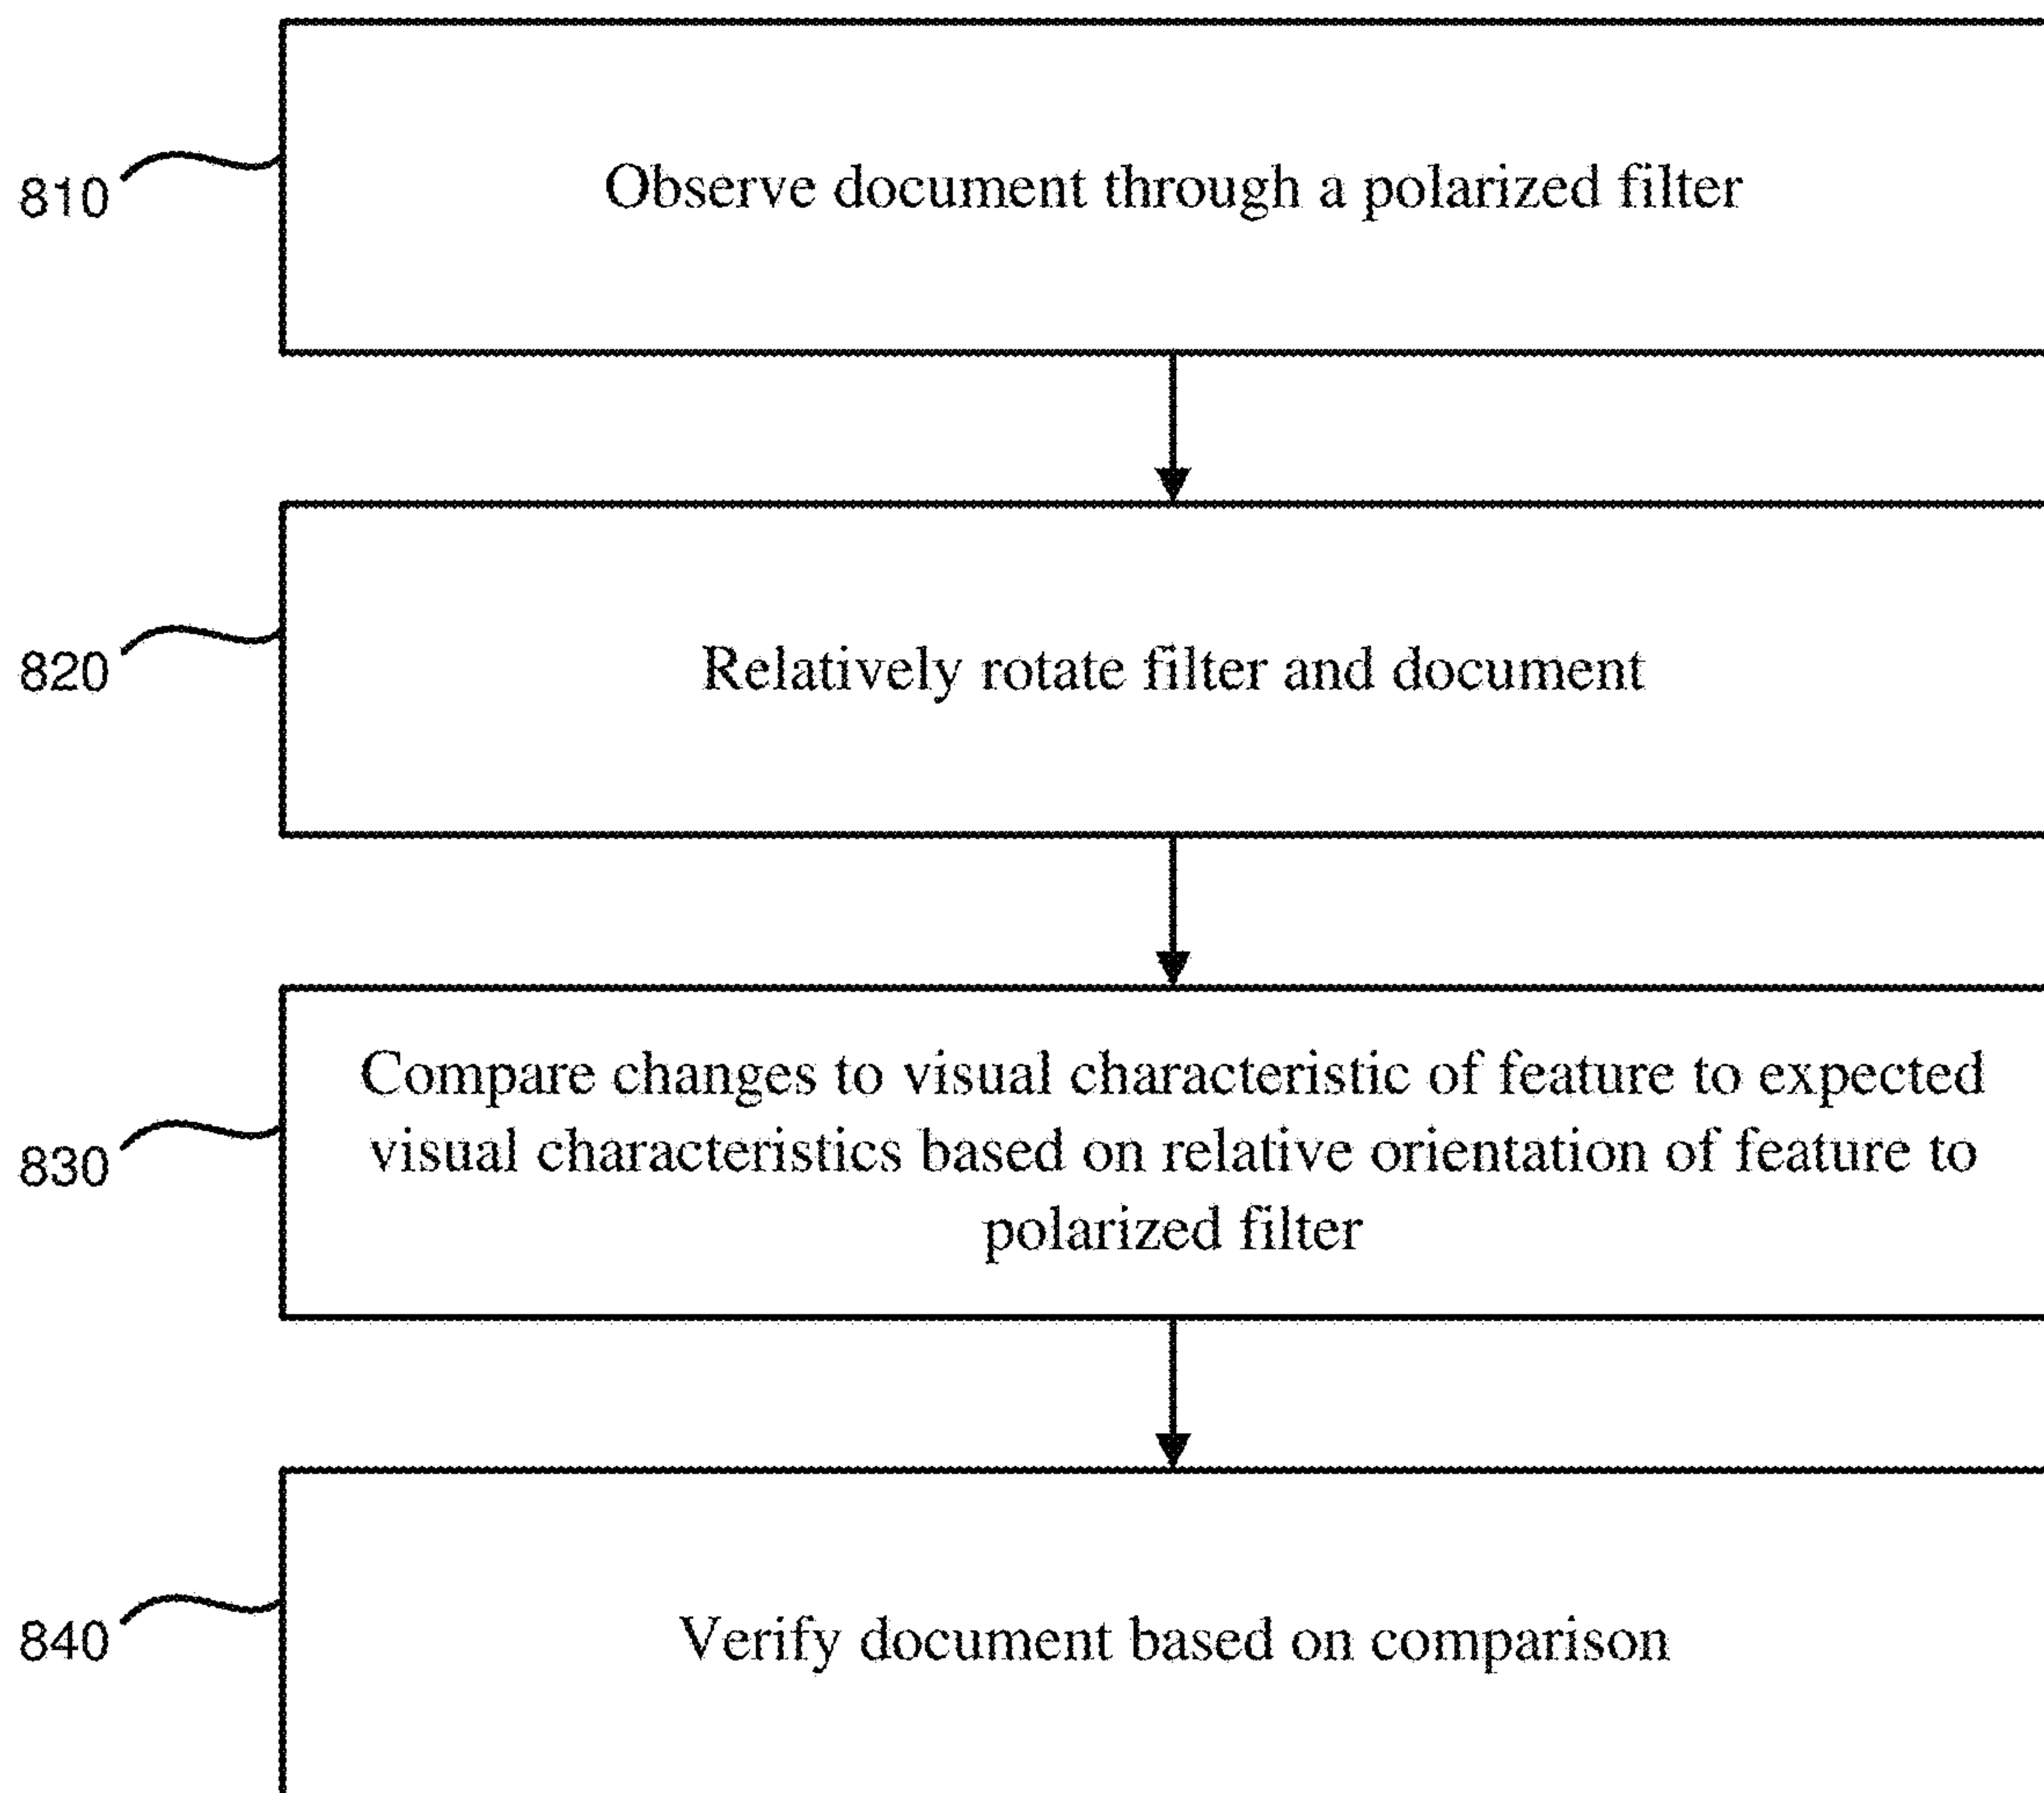 810
Observe document through a polarized filter
820
Relatively rotate filter and document
830
Compare changes to visual characteristic of feature to expected
visual characteristics based on relative orientation of feature to
polarized filter
840
Verify document based on comparison